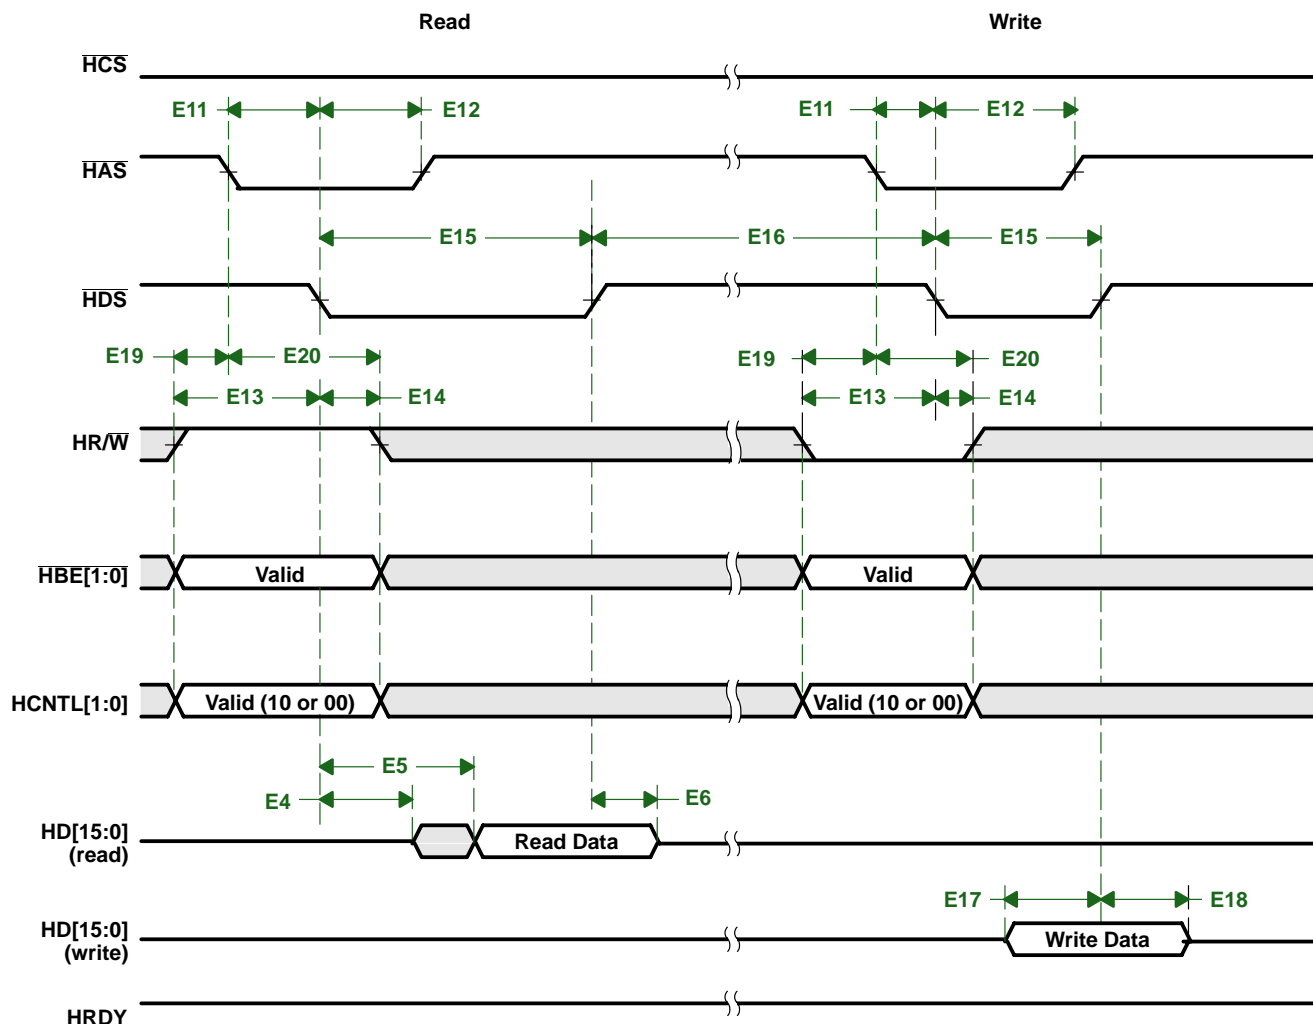 Read Write
HCS
E11 E12 E11 E12
HAS
E15 E16 E15
HDS
E19 E20 E19 E20
E13 E14 E13 E14
HR/W
HBE[1:0] Valid Valid
HCNTL[1:0] Valid (10 or 00) Valid (10 or 00)
E5
E4 E6
HD[15:0]
(read) Read Data
E17 E18
HD[15:0]
(write) Write Data
HRDY